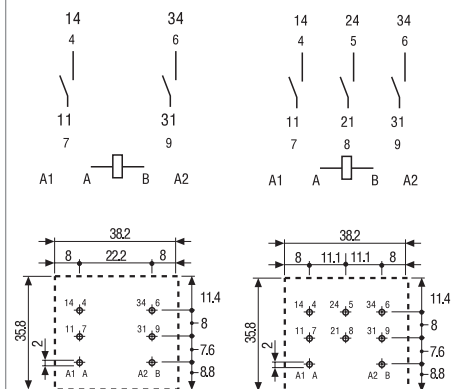 14 34
4 6
11 31
7 9
A1 A B A2
14 24 34
4 5 6
11 21 31
7 8 9
A1 A B A2
38.2
8 22.2 8
35.8
2
14 4 34 6
11 7 31 9
A1 A A2 B
11.4
8
7.6
8.8
38.2
8 11.1 11.1 8
35.8
2
14 4 24 5 34 6
11 7 21 8 31 9
A1 A A2 B
11.4
8
7.6
8.8